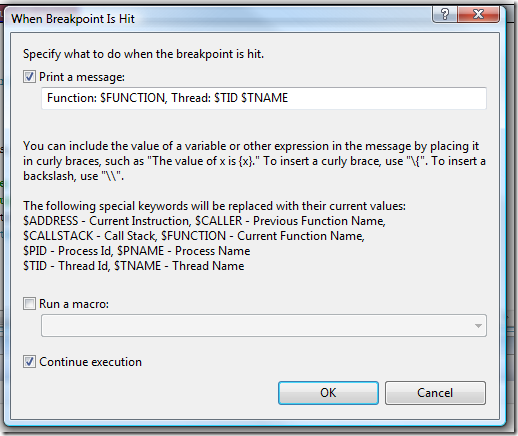 When Breakpoint Is Hit
Specify what to do when the breakpoint is hit.
Print a message:
Function: $FUNCTION, Thread: $TID $TNAME
You can include the value of a variable or other expression in the message by placing it
in curly braces, such as "The value of x is {x}." To insert a curly brace, use "\{". To insert a
backslash, use "\\".
The following special keywords will be replaced with their current values:
$ADDRESS - Current Instruction, $CALLER - Previous Function Name,
$CALLSTACK - Call Stack, $FUNCTION - Current Function Name,
$PID - Process Id, $PNAME - Process Name
$TID - Thread Id, $TNAME - Thread Name
Run a macro:
Continue execution
OK
Cancel